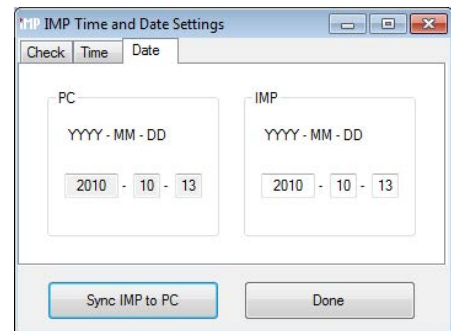 iMP IMP Time and Date Settings
Check Time Date
PC
YYYY - MM - DD
2010 - 10 - 13
IMP
YYYY - MM - DD
2010 - 10 - 13
Sync IMP to PC
Done